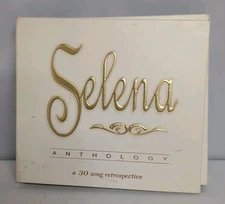 Selena
ANTHOLOGY
a 30 song retrospective